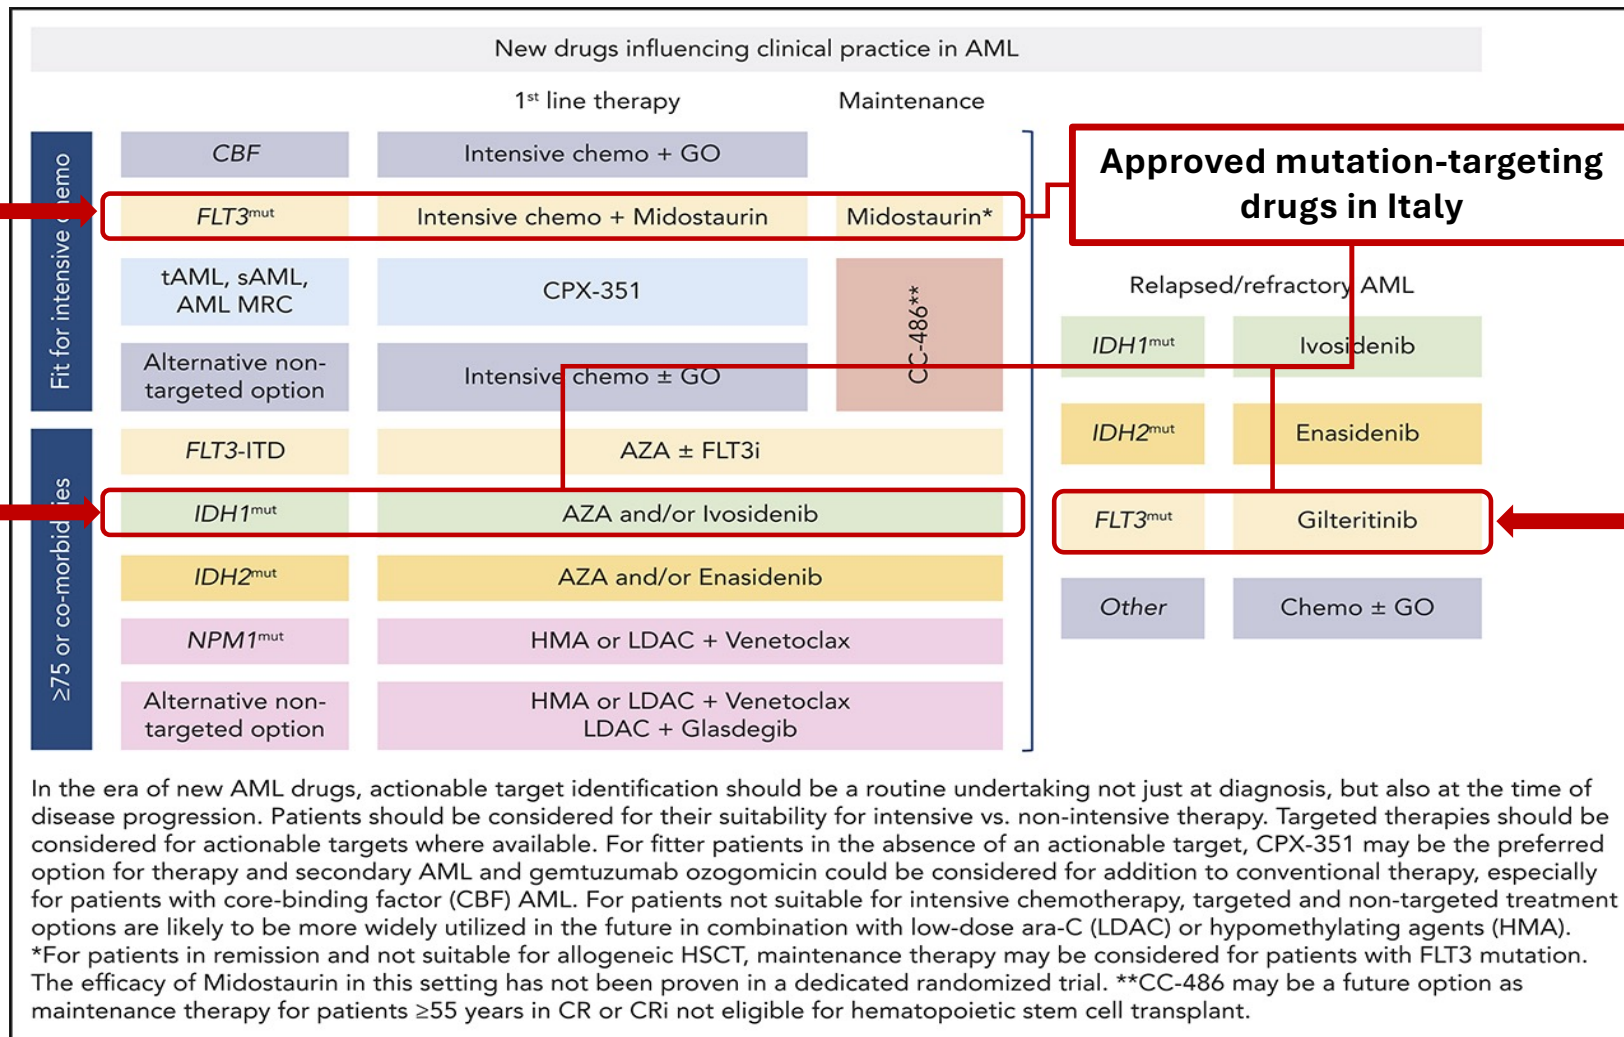 New drugs influencing clinical practice in AML
1st line therapy
Maintenance
Fit for intensive chemo
CBF
Intensive chemo + GO
FLT3mut
Intensive chemo + Midostaurin
Midostaurin*
tAML, sAML,
AML MRC
CPX-351
CC-486**
Alternative non-
targeted option
Intensive chemo ± GO
≥75 or co-morbidities
FLT3-ITD
AZA ± FLT3i
IDH1mut
AZA and/or Ivosidenib
IDH2mut
AZA and/or Enasidenib
NPM1mut
HMA or LDAC + Venetoclax
Alternative non-
targeted option
HMA or LDAC + Venetoclax
LDAC + Glasdegib
Approved mutation-targeting
drugs in Italy
Relapsed/refractory AML
IDH1mut
Ivosidenib
IDH2mut
Enasidenib
FLT3mut
Gilteritinib
Other
Chemo ± GO
In the era of new AML drugs, actionable target identification should be a routine undertaking not just at diagnosis, but also at the time of
disease progression. Patients should be considered for their suitability for intensive vs. non-intensive therapy. Targeted therapies should be
considered for actionable targets where available. For fitter patients in the absence of an actionable target, CPX-351 may be the preferred
option for therapy and secondary AML and gemtuzumab ozogomicin could be considered for addition to conventional therapy, especially
for patients with core-binding factor (CBF) AML. For patients not suitable for intensive chemotherapy, targeted and non-targeted treatment
options are likely to be more widely utilized in the future in combination with low-dose ara-C (LDAC) or hypomethylating agents (HMA).
*For patients in remission and not suitable for allogeneic HSCT, maintenance therapy may be considered for patients with FLT3 mutation.
The efficacy of Midostaurin in this setting has not been proven in a dedicated randomized trial. **CC-486 may be a future option as
maintenance therapy for patients ≥55 years in CR or CRi not eligible for hematopoietic stem cell transplant.